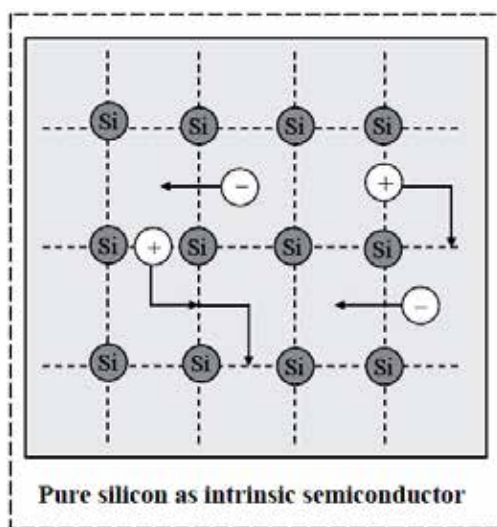 Si Si Si Si
− +
Si + Si Si Si
−
Si Si Si Si
Pure silicon as intrinsic semiconductor